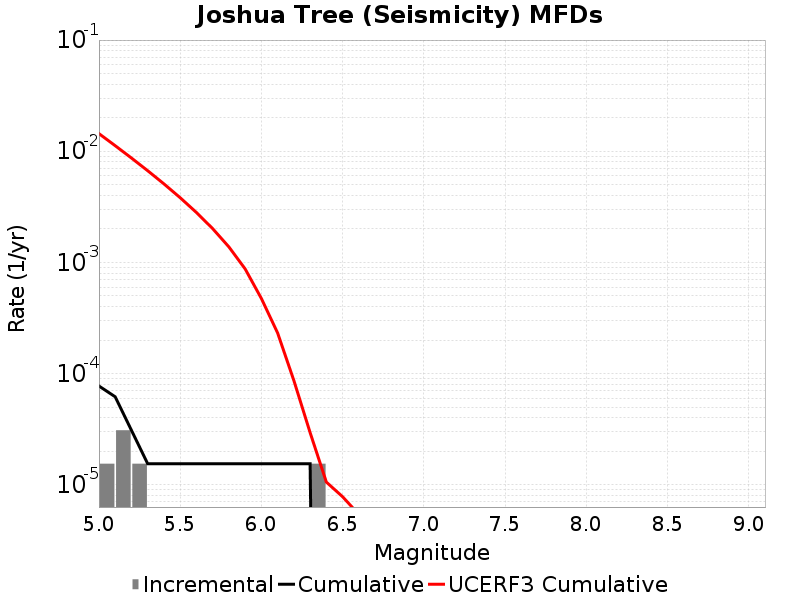 Joshua Tree (Seismicity) MFDs
10-1
10-2
10-3
10-4
10-5
Rate (1/yr)
5.0 5.5 6.0 6.5 7.0 7.5 8.0 8.5 9.0
Magnitude
Incremental Cumulative UCERF3 Cumulative